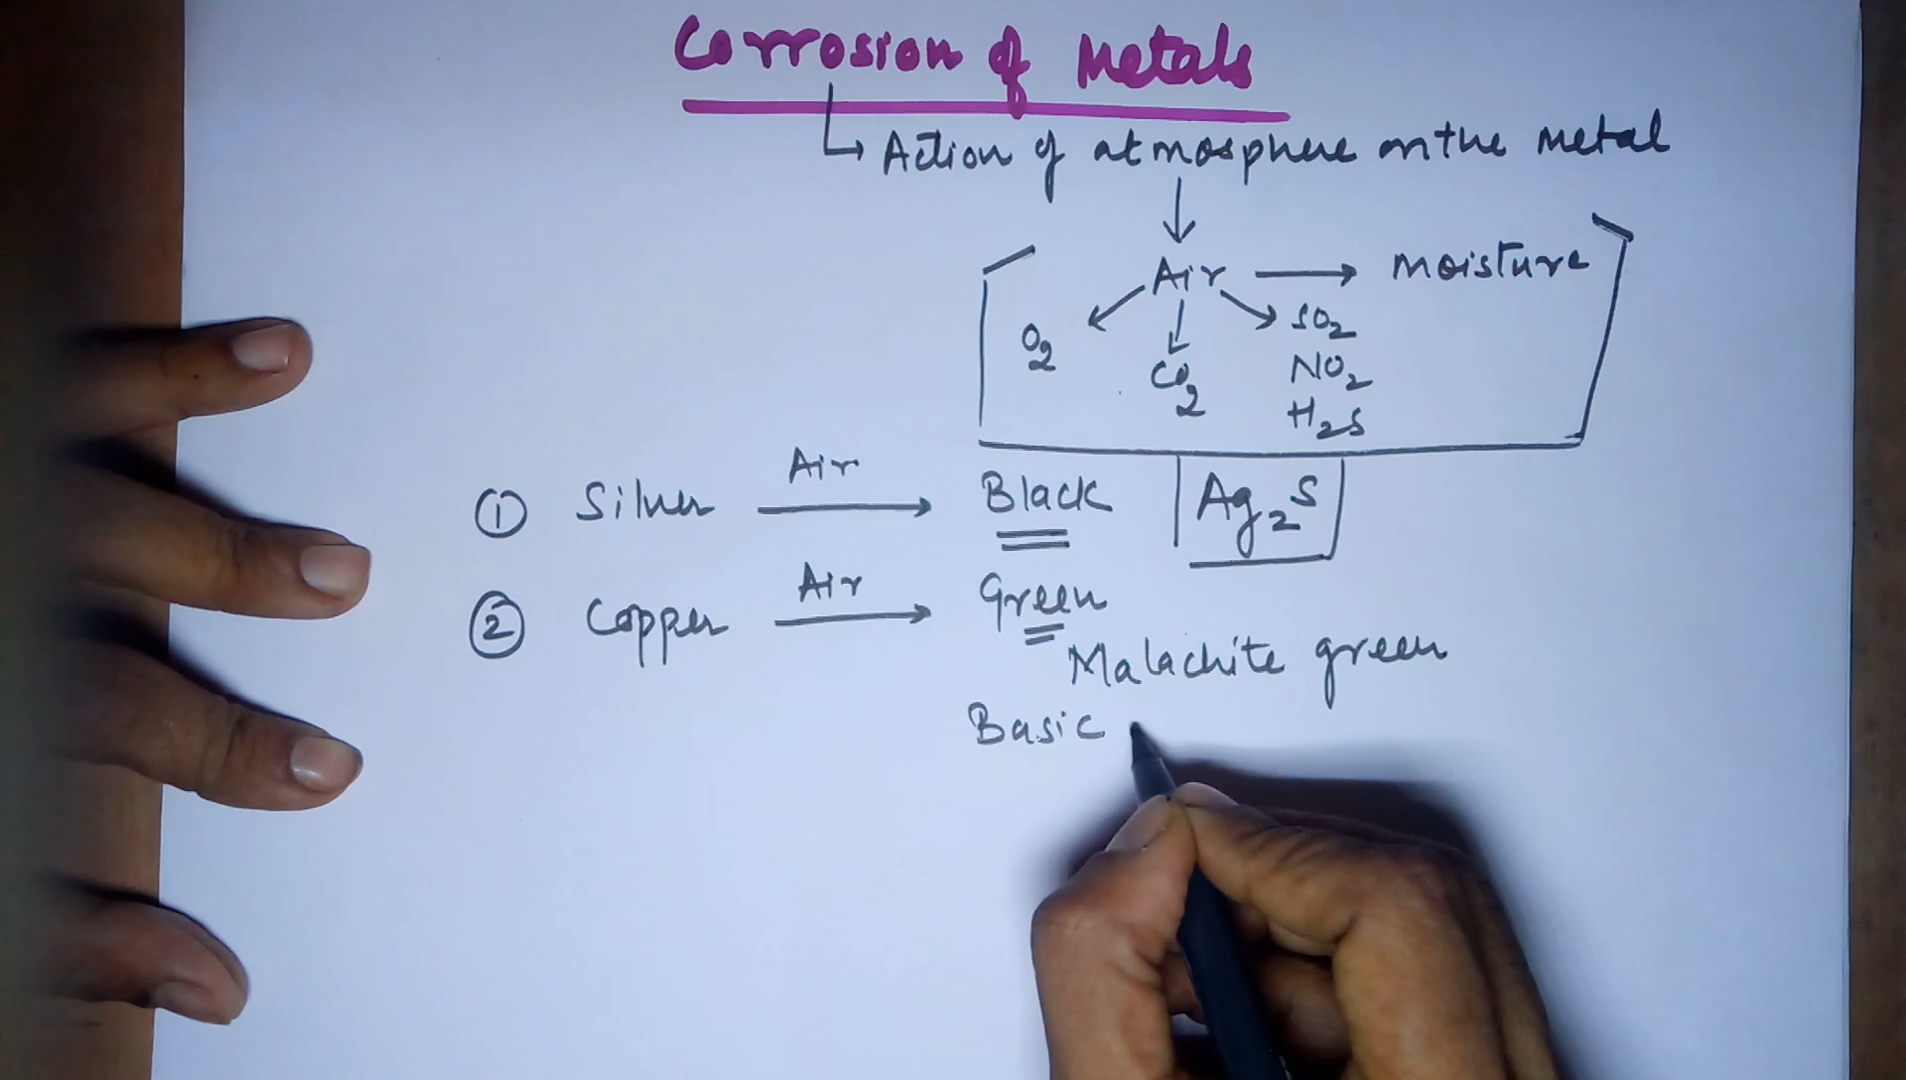 Corrosion of Metals
↳ Action of atmosphere on the Metal
Air → Moisture
O2 CO2 SO2
NO2
H2S
① Silver Air → Black Ag2S
② Copper Air → Green
Malachite green
Basic